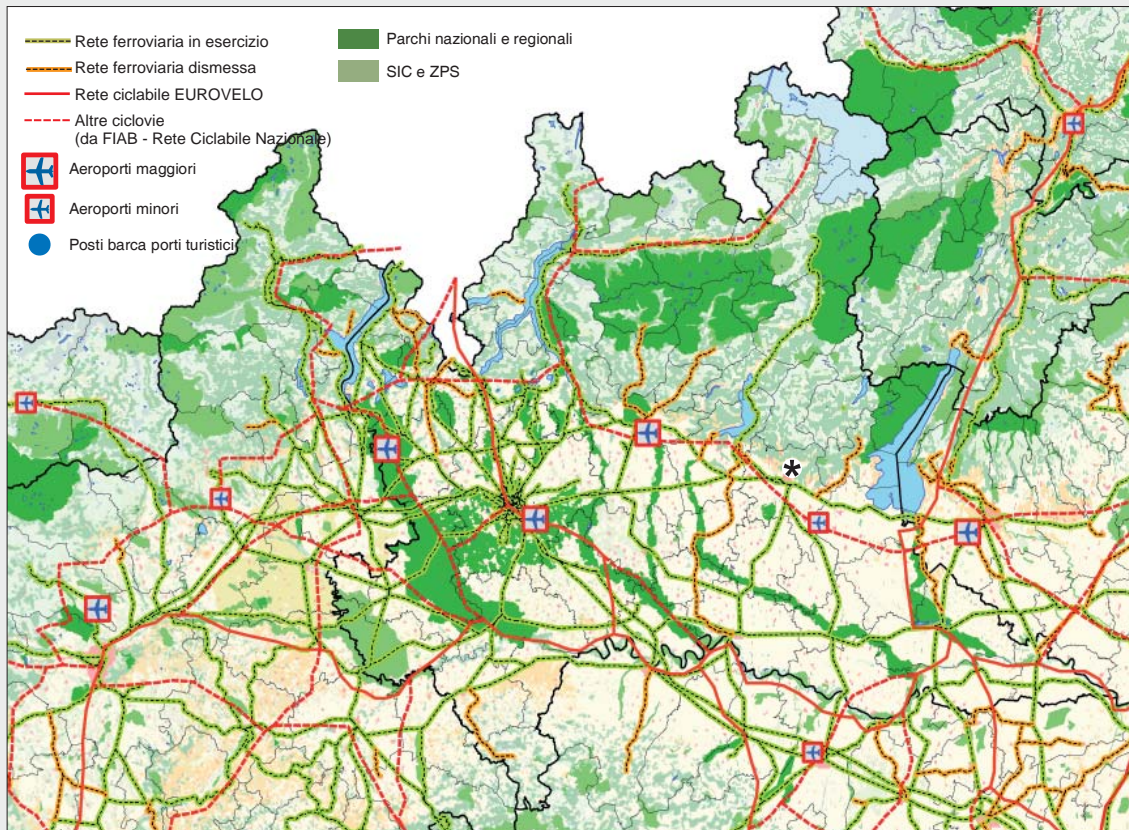 Rete ferroviaria in esercizio
Rete ferroviaria dismessa
Rete ciclabile EUROVELO
Altre ciclovie
(da FIAB - Rete Ciclabile Nazionale)
Aeroporti maggiori
Aeroporti minori
Posti barca porti turistici
Parchi nazionali e regionali
SIC e ZPS
*